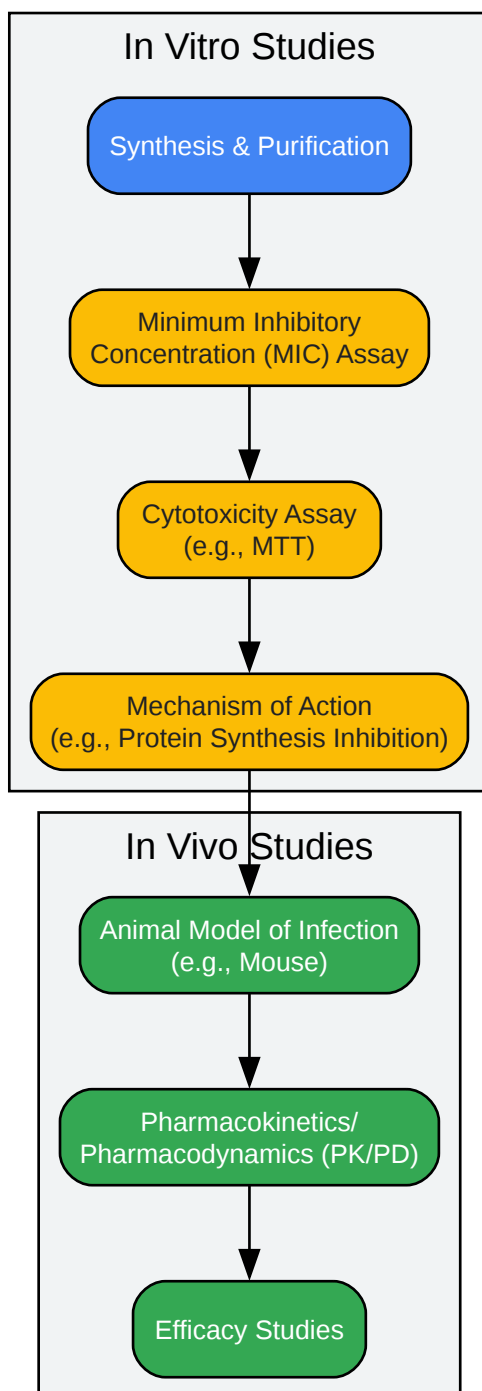 In Vitro Studies
Synthesis & Purification
Minimum Inhibitory
Concentration (MIC) Assay
Cytotoxicity Assay
(e.g., MTT)
Mechanism of Action
(e.g., Protein Synthesis Inhibition)
In Vivo Studies
Animal Model of Infection
(e.g., Mouse)
Pharmacokinetics/
Pharmacodynamics (PK/PD)
Efficacy Studies